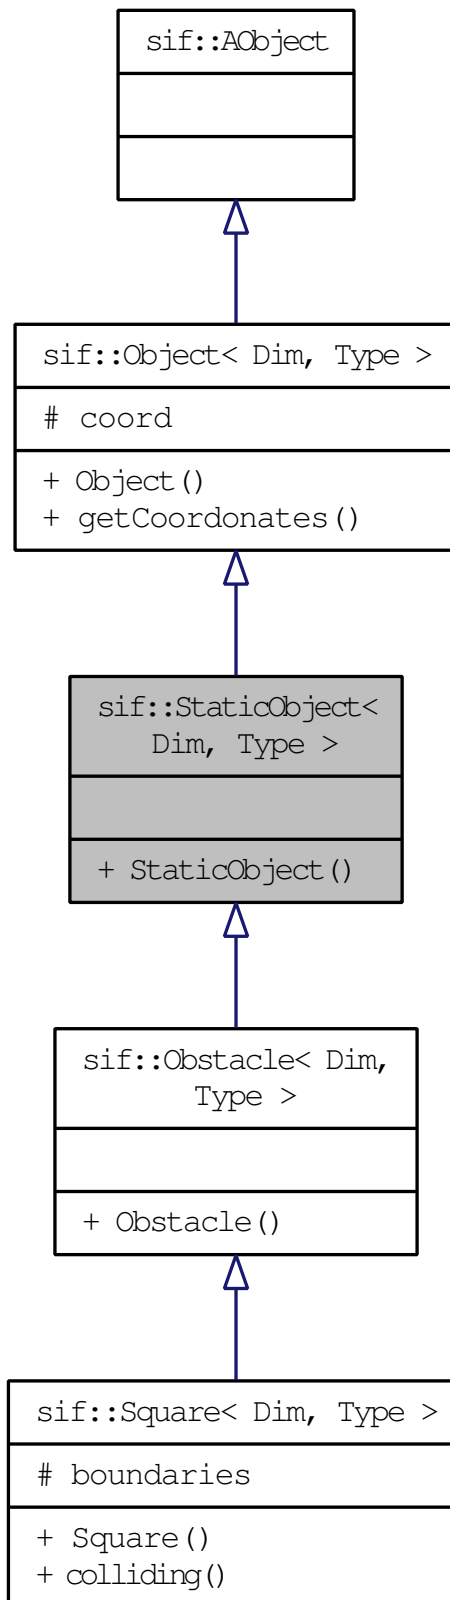 sif::AObject
sif::Object< Dim, Type >
# coord
+ Object()
+ getCoordonates()
sif::StaticObject<
Dim, Type >
+ StaticObject()
sif::Obstacle< Dim,
Type >
+ Obstacle()
sif::Square< Dim, Type >
# boundaries
+ Square()
+ colliding()